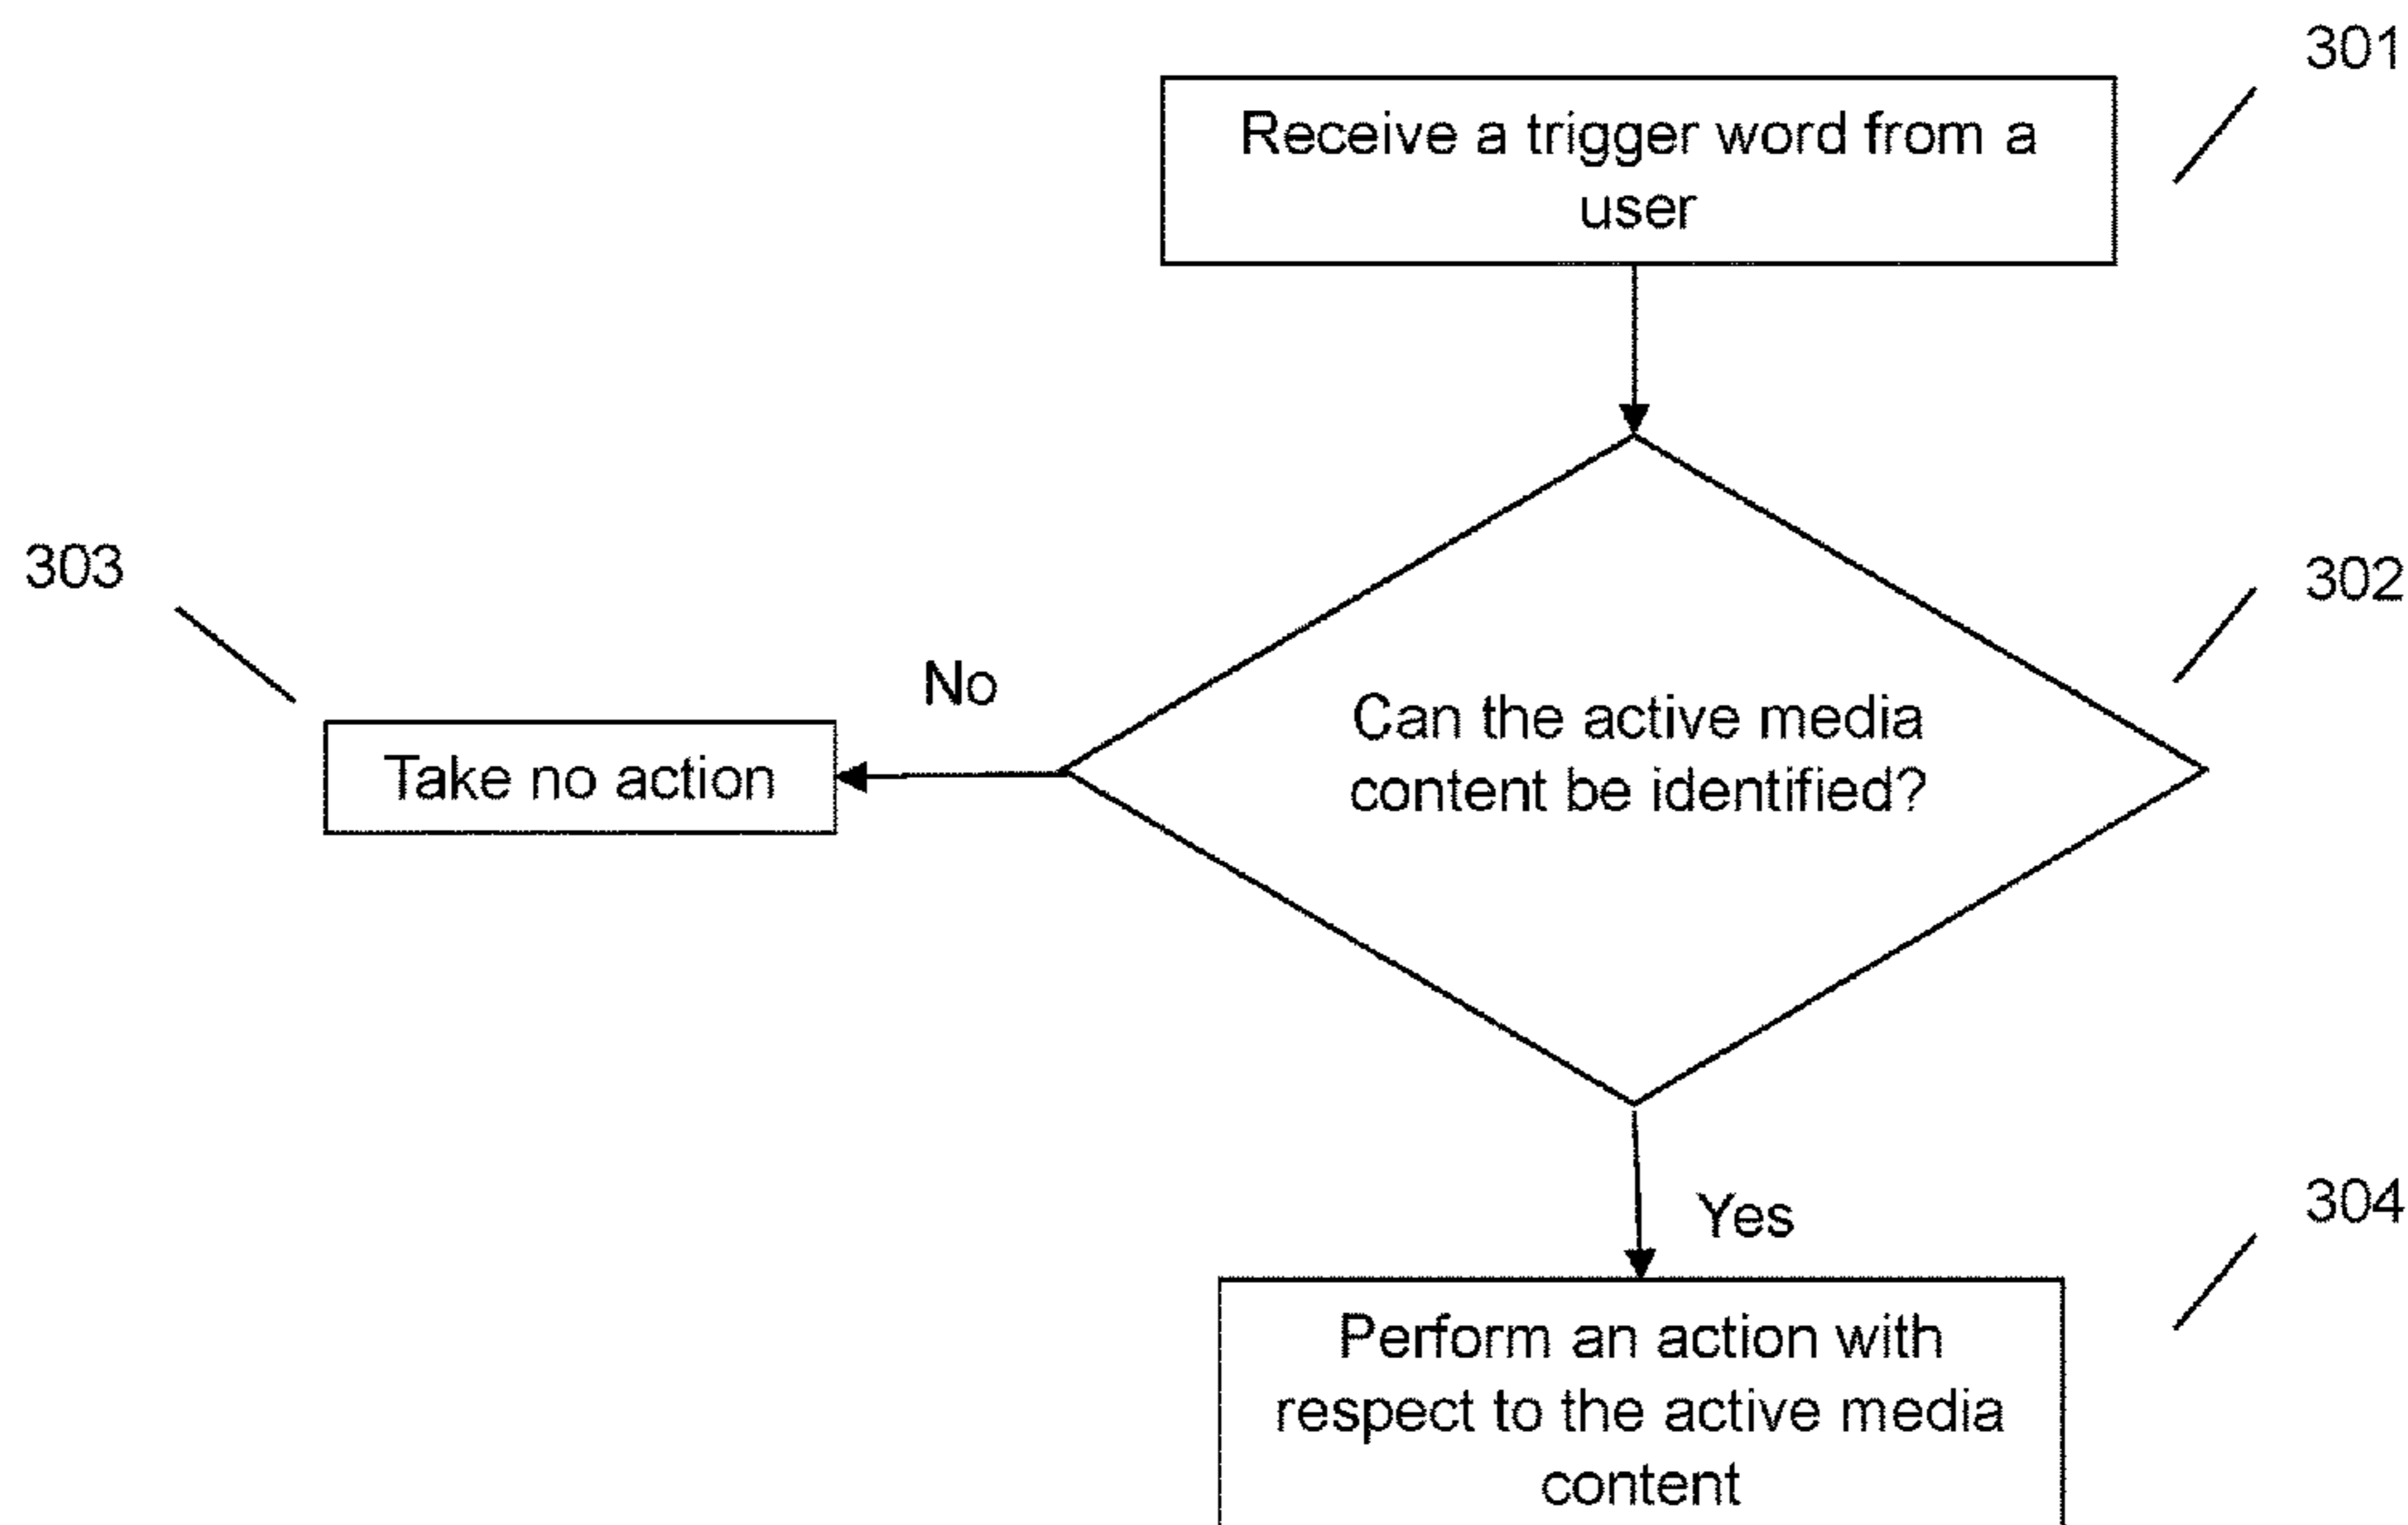 301
Receive a trigger word from a
user
303
302
No
Can the active media
content be identified?
Take no action
Yes
304
Perform an action with
respect to the active media
content